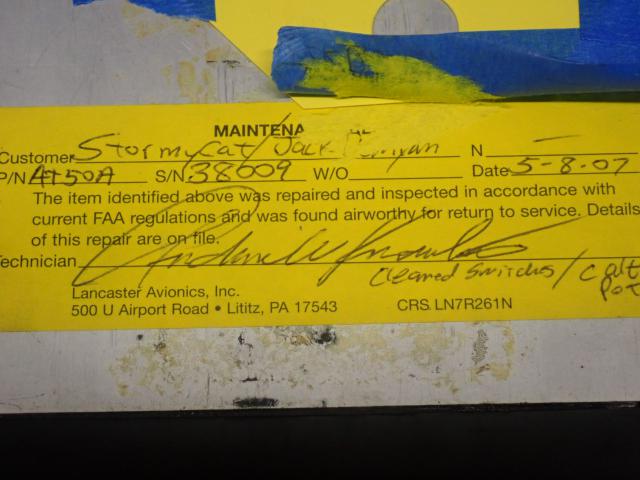 MAINTENA
Customer Stormycat / Jack N —
P/N AT50A S/N 38009 W/O Date 5-8-07
The item identified above was repaired and inspected in accordance with
current FAA regulations and was found airworthy for return to service. Details
of this repair are on file.
Technician
Cleaned Switches /
Lancaster Avionics, Inc.
500 U Airport Road • Lititz, PA 17543 CRS. LN7R261N